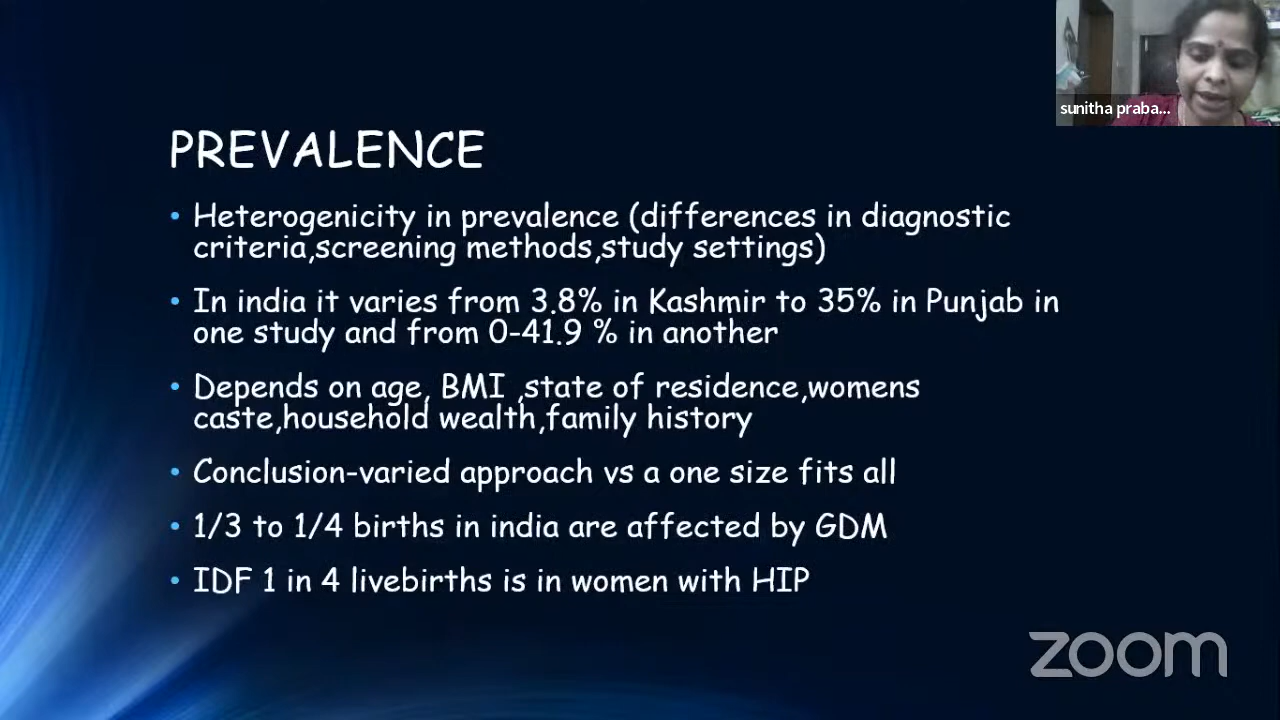 sunitha praba...
PREVALENCE
• Heterogenicity in prevalence (differences in diagnostic
criteria,screening methods,study settings)
• In india it varies from 3.8% in Kashmir to 35% in Punjab in
one study and from 0-41.9 % in another
• Depends on age, BMI ,state of residence,womens
caste,household wealth,family history
• Conclusion-varied approach vs a one size fits all
• 1/3 to 1/4 births in india are affected by GDM
• IDF 1 in 4 livebirths is in women with HIP
zoom